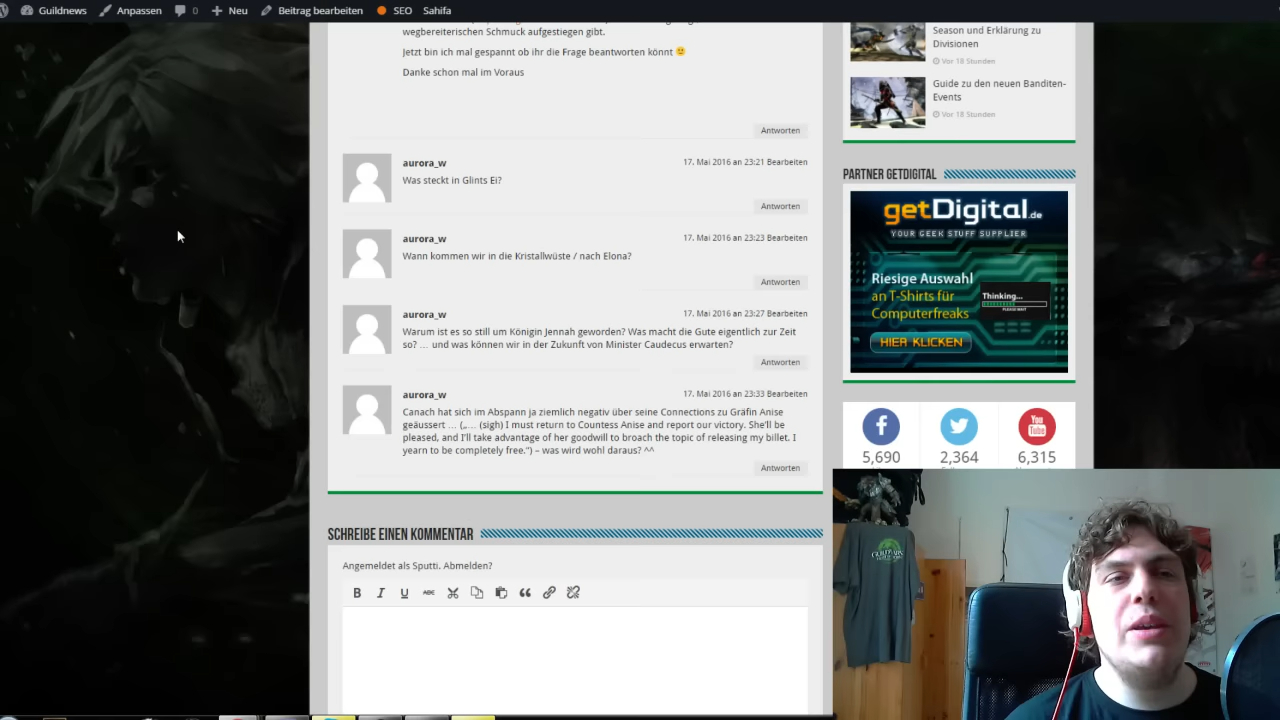 Guildnews Anpassen 0 Neu Beitrag bearbeiten SEO Sahifa
wegbereiterischen Schmuck aufgestiegen gibt.
Jetzt bin ich mal gespannt ob ihr die Frage beantworten könnt
Danke schon mal im Voraus
Antworten
aurora_w
17. Mai 2016 an 23:21 Bearbeiten
Was steckt in Glints Ei?
Antworten
aurora_w
17. Mai 2016 an 23:23 Bearbeiten
Wann kommen wir in die Kristallwüste / nach Elona?
Antworten
aurora_w
17. Mai 2016 an 23:27 Bearbeiten
Warum ist es so still um Königin Jennah geworden? Was macht die Gute eigentlich zur Zeit
so? … und was können wir in der Zukunft von Minister Caudecus erwarten?
Antworten
aurora_w
17. Mai 2016 an 23:33 Bearbeiten
Canach hat sich im Abspann ja ziemlich negativ über seine Connections zu Gräfin Anise
geäussert … („… (sigh) I must return to Countess Anise and report our victory. She'll be
pleased, and I'll take advantage of her goodwill to broach the topic of releasing my billet. I
yearn to be completely free.") – was wird wohl daraus? ^^
Antworten
SCHREIBE EINEN KOMMENTAR
Angemeldet als Sputti. Abmelden?
B I U ABC
Season und Erklärung zu
Divisionen
Vor 18 Stunden
Guide zu den neuen Banditen-
Events
Vor 18 Stunden
PARTNER GETDIGITAL
getDigital.de
YOUR GEEK STUFF SUPPLIER
Riesige Auswahl
an T-Shirts für
Computerfreaks
Thinking...
PLEASE WAIT
HIER KLICKEN
You
Tube
5,690 2,364 6,315